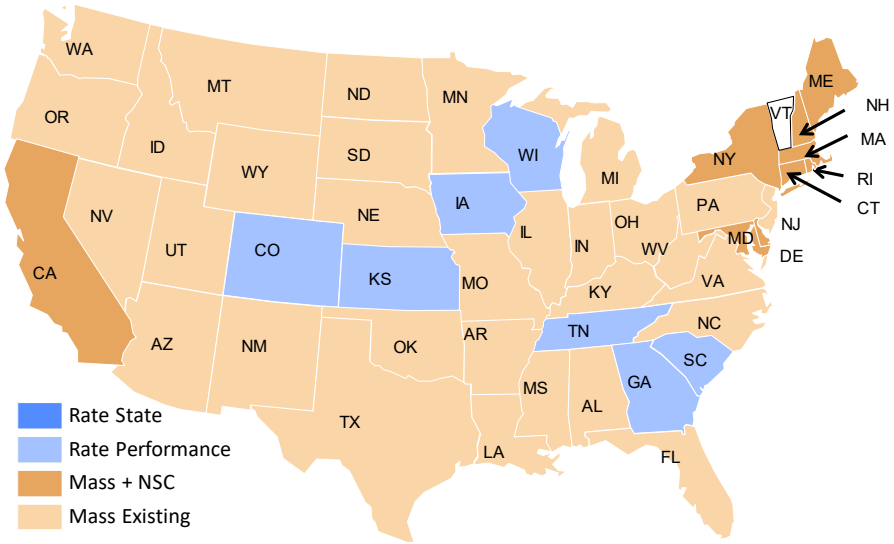 WA
MT
ND
MN
ME
OR
ID
SD
WI
VT
NH
WY
NY
MA
MI
RI
NV
NE
IA
PA
CT
UT
CO
IL
IN
OH
NJ
CA
KS
MO
WV
MD
DE
KY
VA
AZ
NM
OK
AR
TN
NC
SC
MS
AL
GA
TX
LA
FL
Rate State
Rate Performance
Mass + NSC
Mass Existing